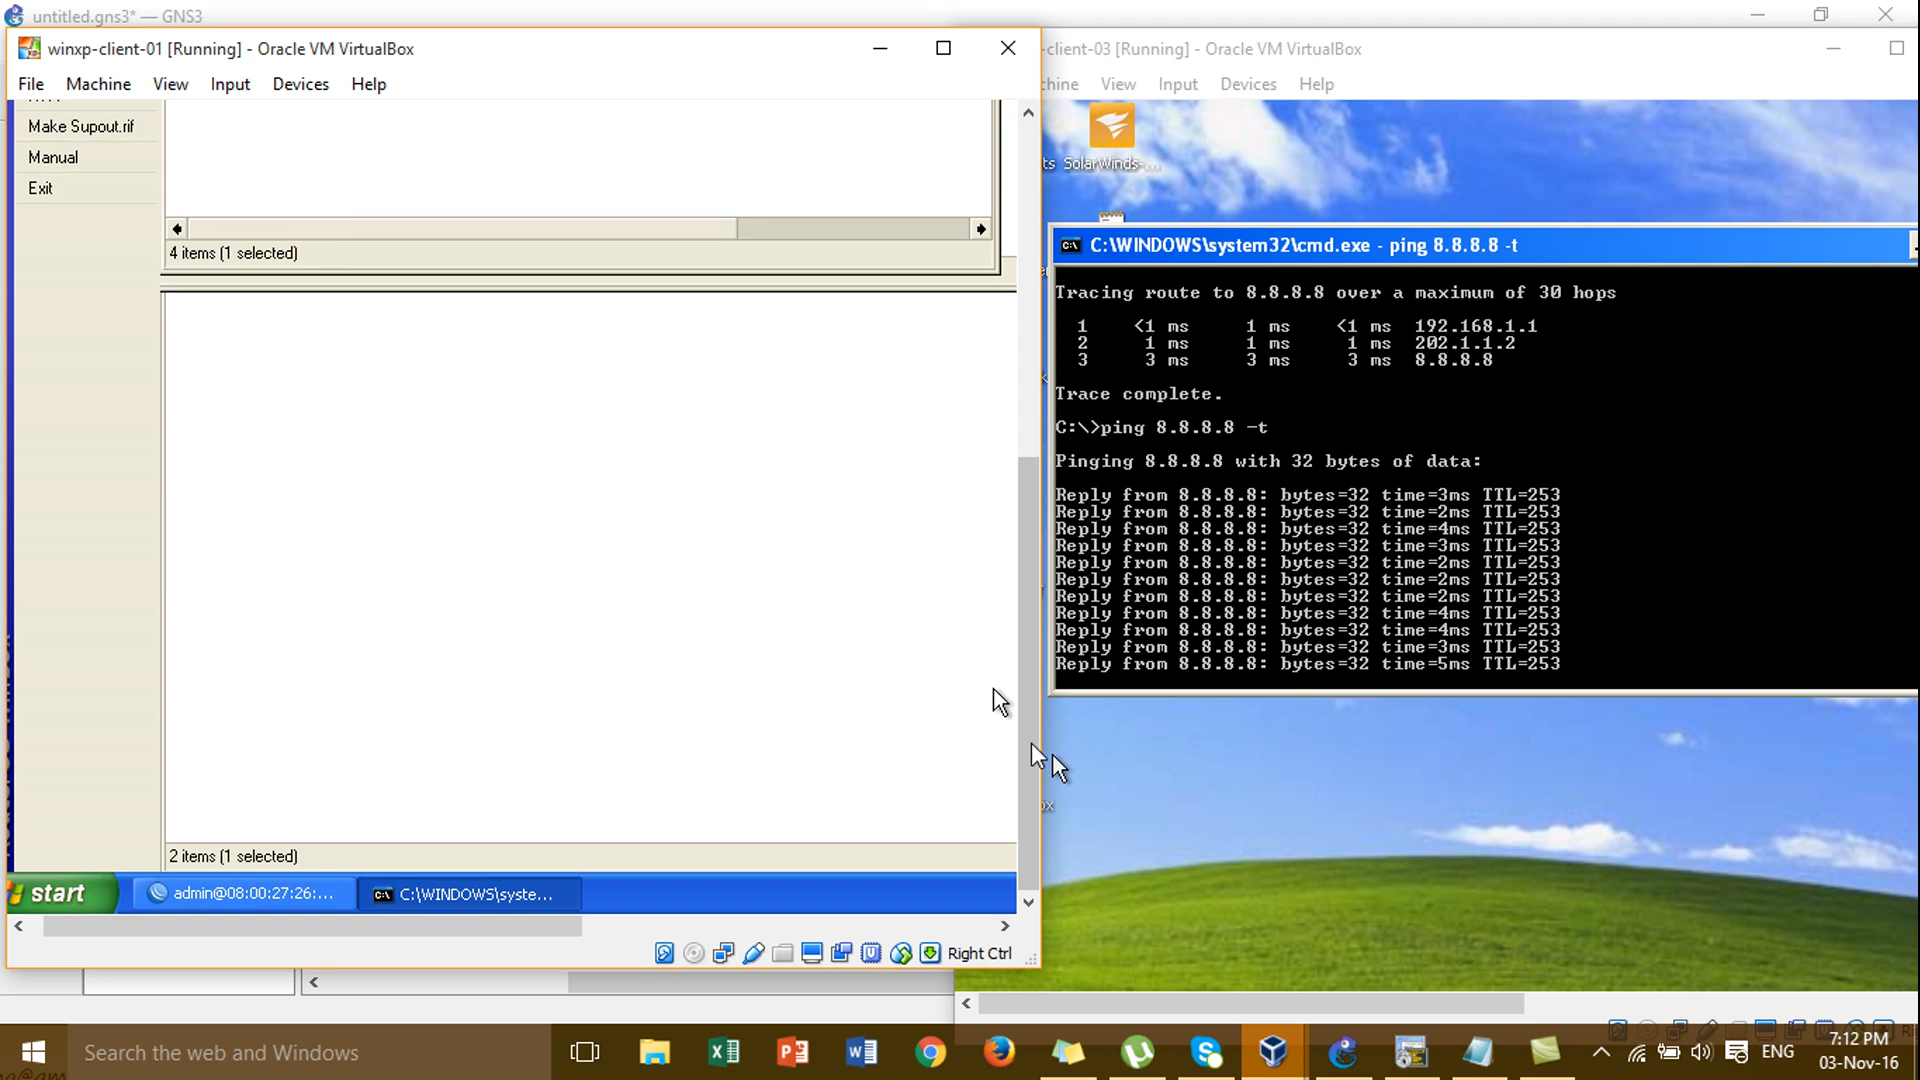 untitled.gns3* — GNS3
winxp-client-01 [Running] - Oracle VM VirtualBox
File Machine View Input Devices Help
Make Supout.rif
Manual
Exit
4 items (1 selected)
2 items (1 selected)
start
admin@08:00:27:26:...
C:\WINDOWS\syste...
Right Ctrl
-client-03 [Running] - Oracle VM VirtualBox
hine View Input Devices Help
ts SolarWinds-...
C:\WINDOWS\system32\cmd.exe - ping 8.8.8.8 -t
Tracing route to 8.8.8.8 over a maximum of 30 hops
1 <1 ms 1 ms <1 ms 192.168.1.1
2 1 ms 1 ms 1 ms 202.1.1.2
3 3 ms 3 ms 3 ms 8.8.8.8
Trace complete.
C:\>ping 8.8.8.8 -t
Pinging 8.8.8.8 with 32 bytes of data:
Reply from 8.8.8.8: bytes=32 time=3ms TTL=253
Reply from 8.8.8.8: bytes=32 time=2ms TTL=253
Reply from 8.8.8.8: bytes=32 time=4ms TTL=253
Reply from 8.8.8.8: bytes=32 time=3ms TTL=253
Reply from 8.8.8.8: bytes=32 time=2ms TTL=253
Reply from 8.8.8.8: bytes=32 time=2ms TTL=253
Reply from 8.8.8.8: bytes=32 time=2ms TTL=253
Reply from 8.8.8.8: bytes=32 time=4ms TTL=253
Reply from 8.8.8.8: bytes=32 time=4ms TTL=253
Reply from 8.8.8.8: bytes=32 time=3ms TTL=253
Reply from 8.8.8.8: bytes=32 time=5ms TTL=253
ox
Search the web and Windows
ENG
7:12 PM
03-Nov-16